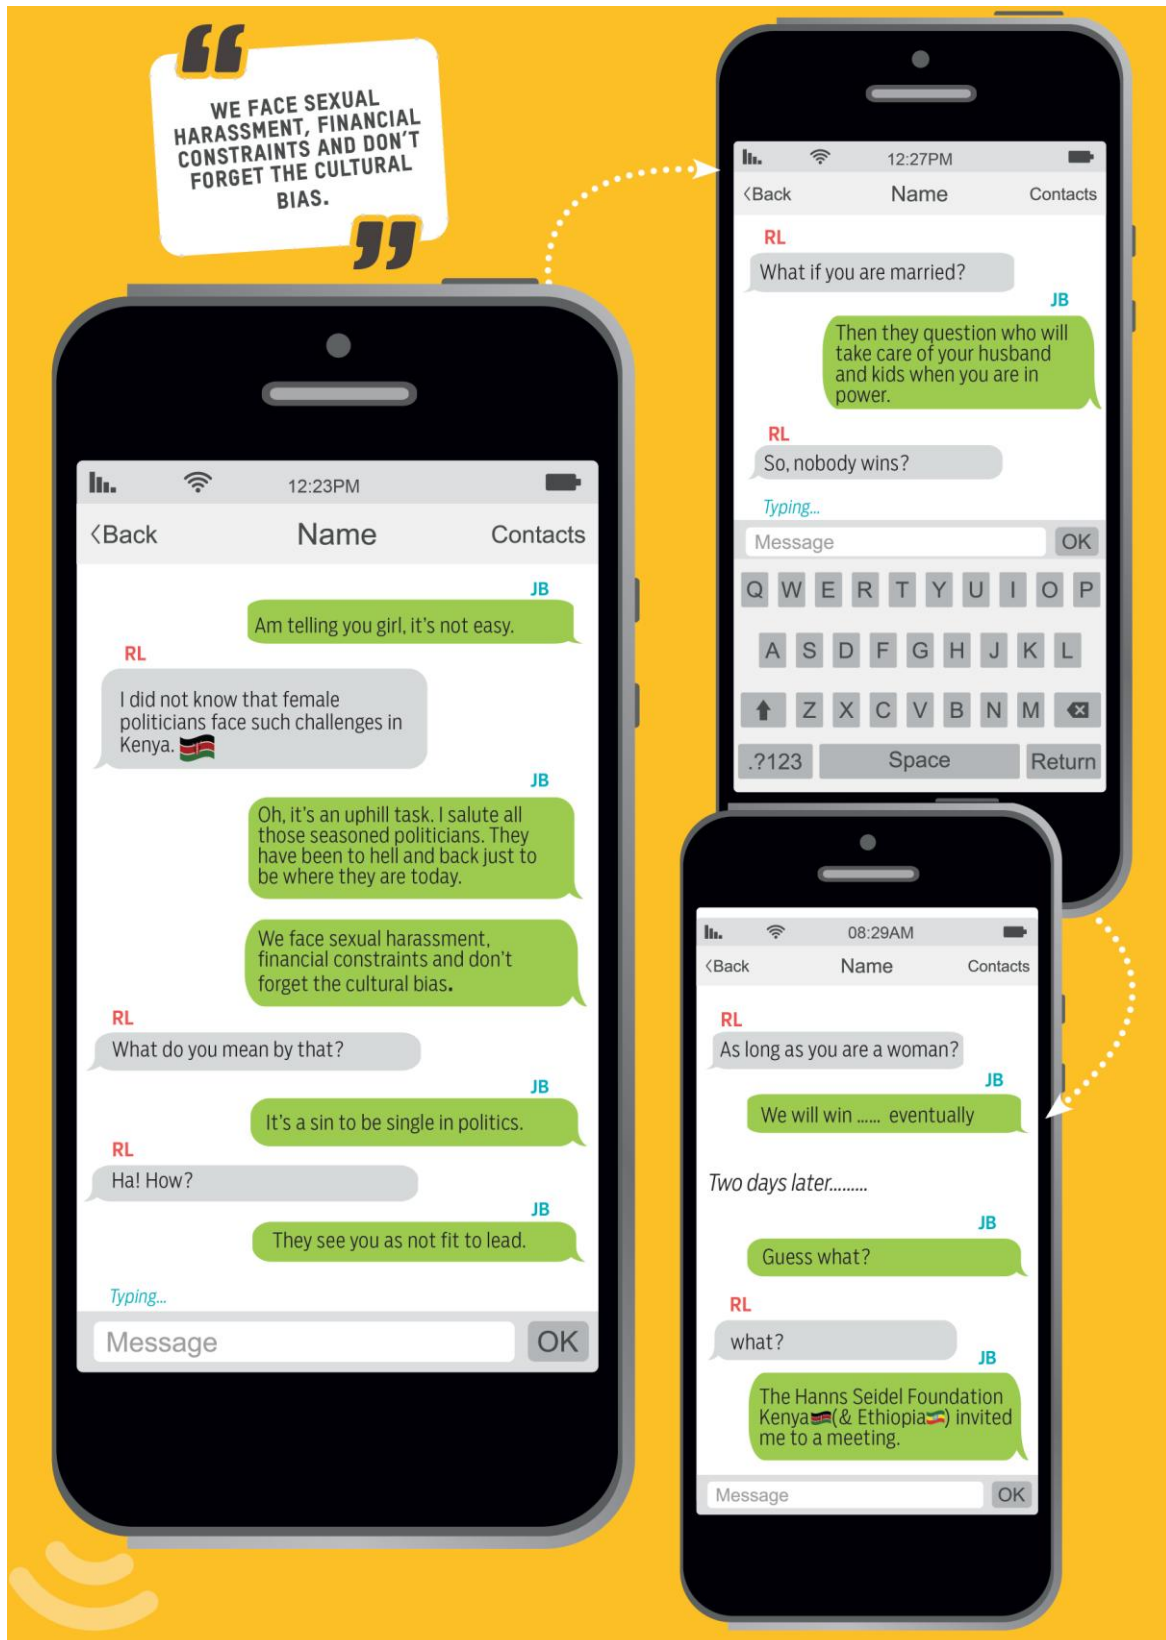 WE FACE SEXUAL
HARASSMENT, FINANCIAL
CONSTRAINTS AND DON'T
FORGET THE CULTURAL
BIAS.
12:23PM
Back
Name
Contacts
JB
Am telling you girl, it's not easy.
RL
I did not know that female
politicians face such challenges in
Kenya.
JB
Oh, it's an uphill task. I salute all
those seasoned politicians. They
have been to hell and back just to
be where they are today.
We face sexual harassment,
financial constraints and don't
forget the cultural bias.
RL
What do you mean by that?
JB
It's a sin to be single in politics.
RL
Ha! How?
JB
They see you as not fit to lead.
Typing...
Message
OK
12:27PM
Back
Name
Contacts
RL
What if you are married?
JB
Then they question who will
take care of your husband
and kids when you are in
power.
RL
So, nobody wins?
Typing...
Message
OK
Q W E R T Y U I O P
A S D F G H J K L
Z X C V B N M
.?123
Space
Return
08:29AM
Back
Name
Contacts
RL
As long as you are a woman?
JB
We will win ...... eventually
Two days later.........
JB
Guess what?
RL
what?
JB
The Hanns Seidel Foundation
Kenya (& Ethiopia) invited
me to a meeting.
Message
OK